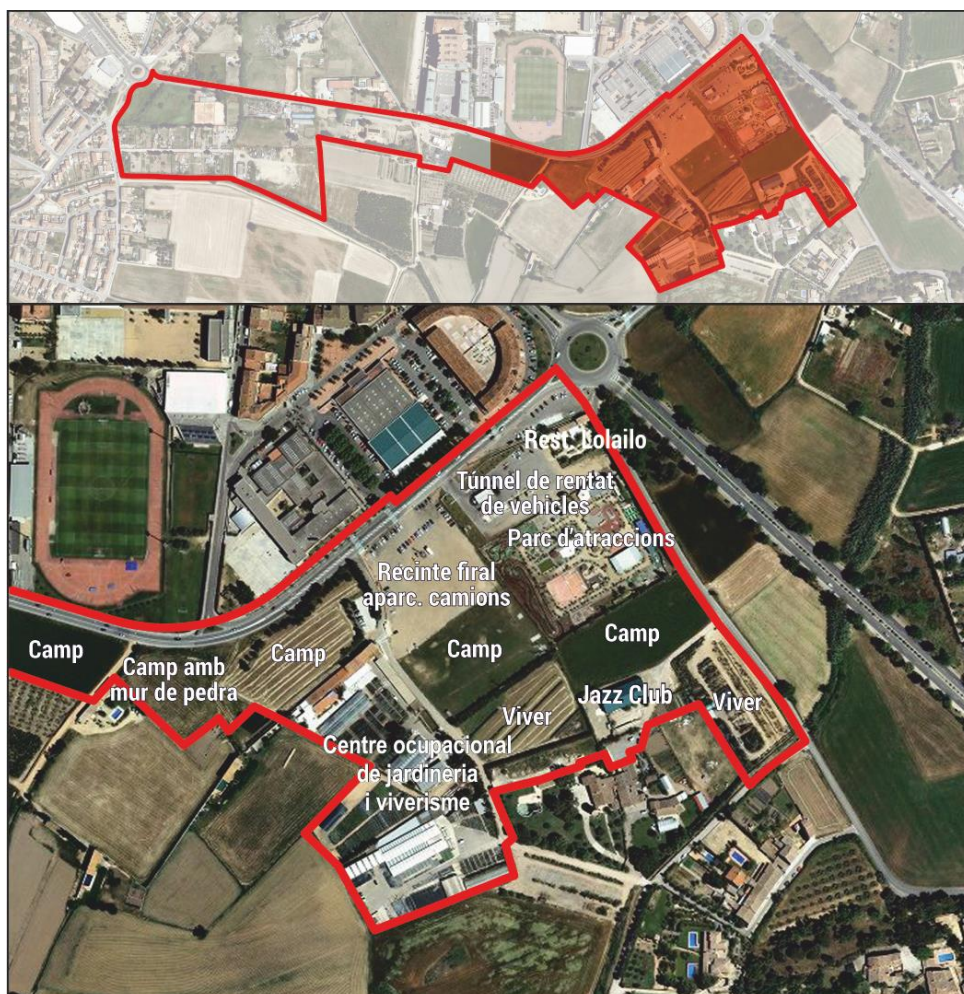 Rest. Lolailo
Túnnel de rentat
de vehicles
Parc d'atraccions
Recinte firal
aparc. camions
Camp
Camp amb
mur de pedra
Camp
Camp
Camp
Viver
Jazz Club
Viver
Centre ocupacional
de jardineria
i viverisme